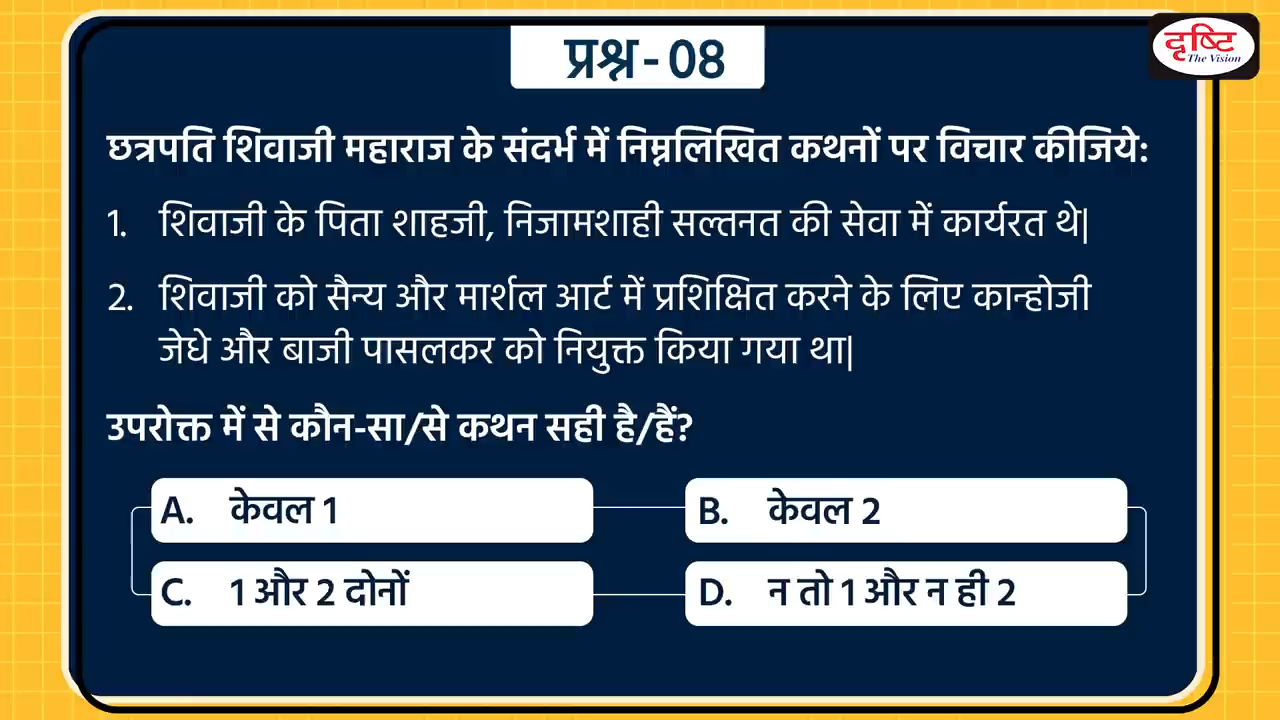 प्रश्न - 08
दृष्टि
The Vision
छत्रपति शिवाजी महाराज के संदर्भ में निम्नलिखित कथनों पर विचार कीजिये:
1. शिवाजी के पिता शाहजी, निजामशाही सल्तनत की सेवा में कार्यरत थे|
2. शिवाजी को सैन्य और मार्शल आर्ट में प्रशिक्षित करने के लिए कान्होजी
जेधे और बाजी पासलकर को नियुक्त किया गया था|
उपरोक्त में से कौन-सा/से कथन सही है/हैं?
A. केवल 1
B. केवल 2
C. 1 और 2 दोनों
D. न तो 1 और न ही 2